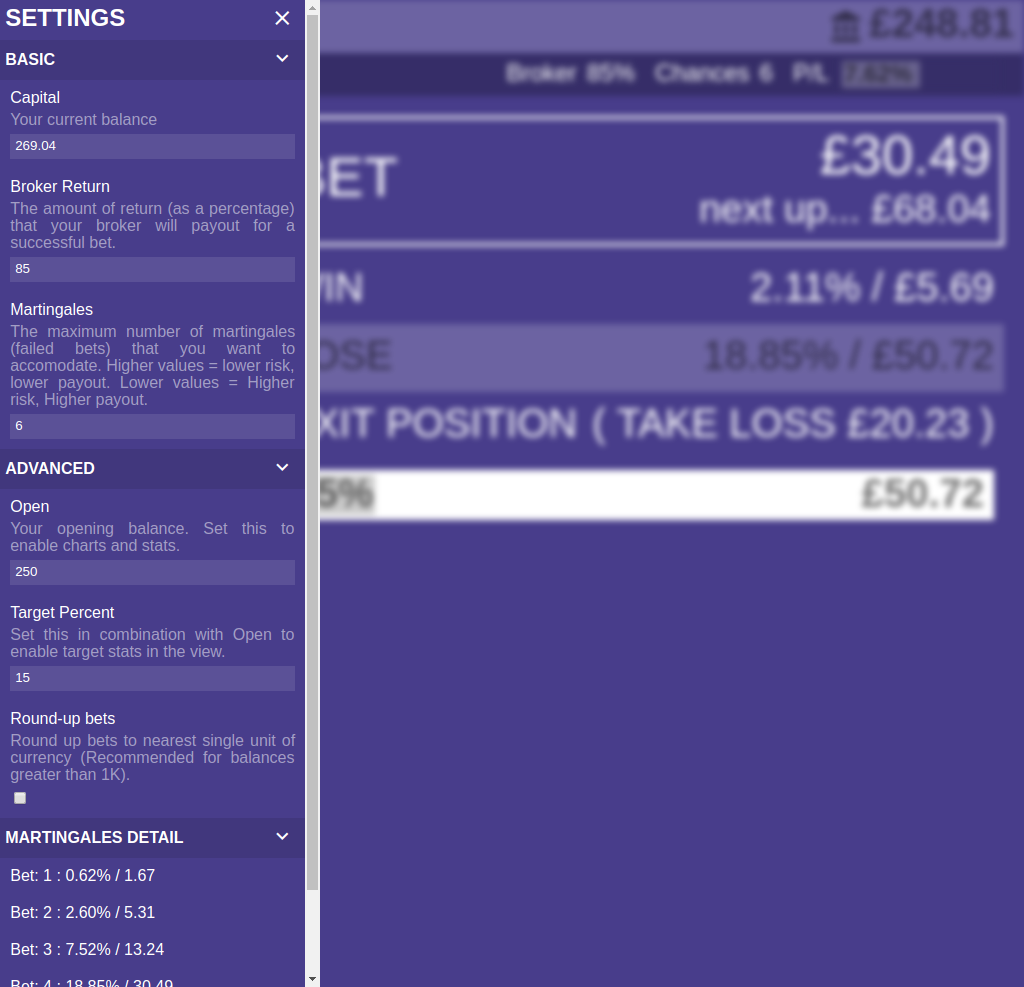 SETTINGS
BASIC
Capital
Your current balance
269.04
Broker Return
The amount of return (as a percentage)
that your broker will payout for a
successful bet.
85
Martingales
The maximum number of martingales
(failed bets) that you want to
accomodate. Higher values = lower risk,
lower payout. Lower values = Higher
risk, Higher payout.
6
ADVANCED
Open
Your opening balance. Set this to
enable charts and stats.
250
Target Percent
Set this in combination with Open to
enable target stats in the view.
15
Round-up bets
Round up bets to nearest single unit of
currency (Recommended for balances
greater than 1K).
MARTINGALES DETAIL
Bet: 1 : 0.62% / 1.67
Bet: 2 : 2.60% / 5.31
Bet: 3 : 7.52% / 13.24
Bet: 4 : 18.85% / 30.49
£248.81
Broker 85% Chances 6 P/L
BET
£30.49
next up... £68.04
IN 2.11% / £5.69
OSE 18.85% / £50.72
XIT POSITION ( TAKE LOSS £20.23 )
5% £50.72